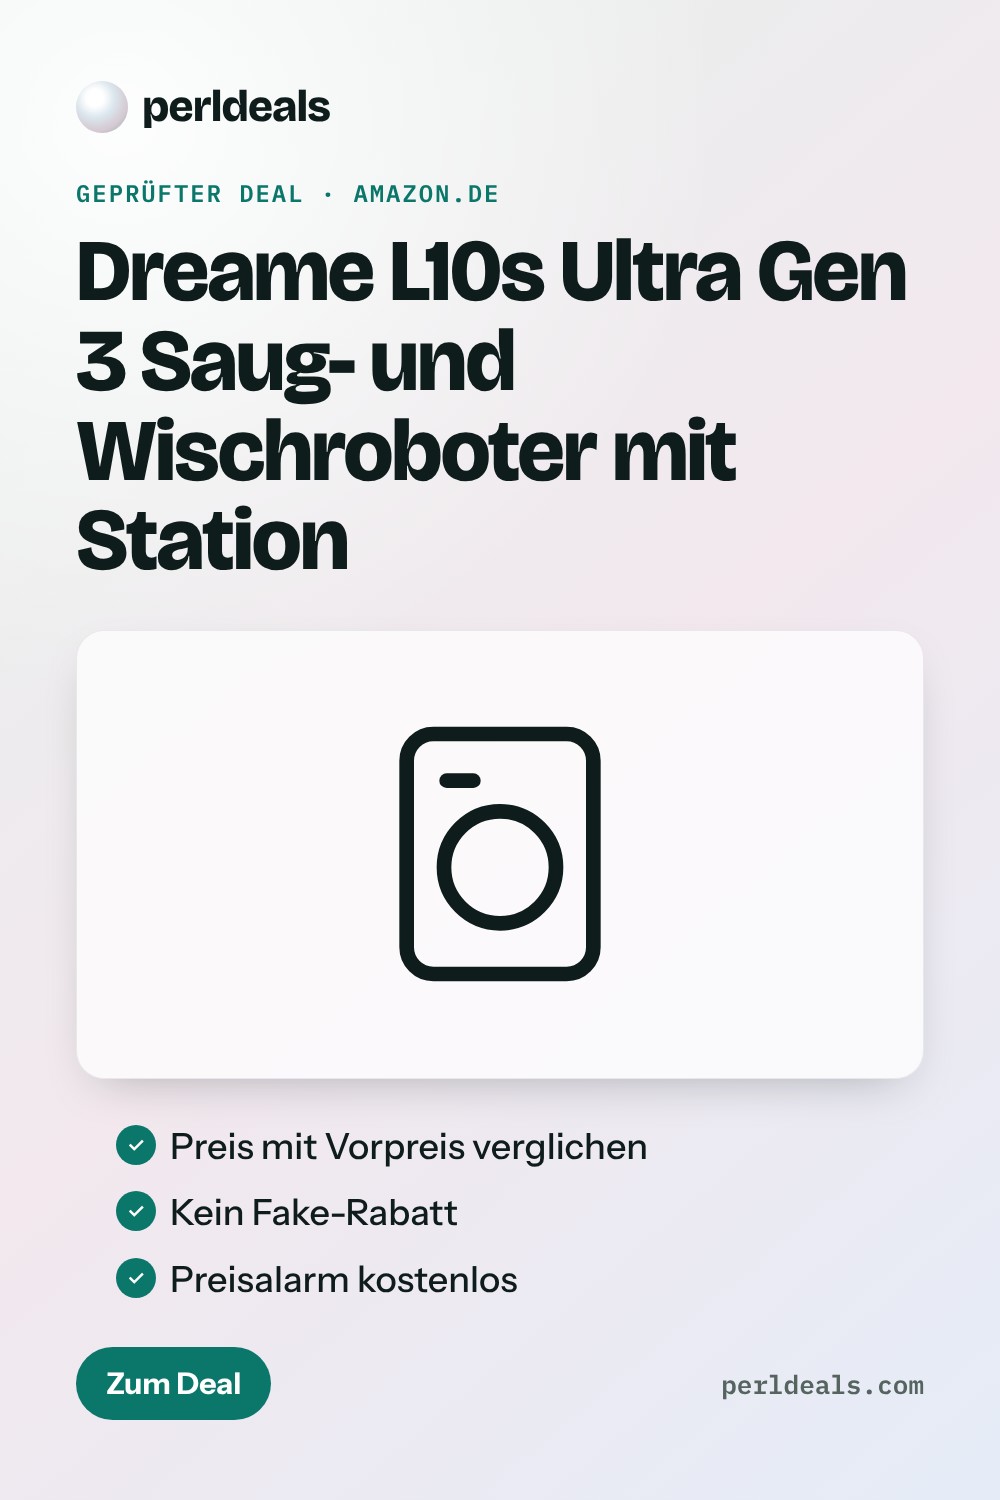 perldeals
GEPRÜFTER DEAL · AMAZON.DE
Dreame L10s Ultra Gen
3 Saug- und
Wischroboter mit
Station
Preis mit Vorpreis verglichen
Kein Fake-Rabatt
Preisalarm kostenlos
Zum Deal
perldeals.com